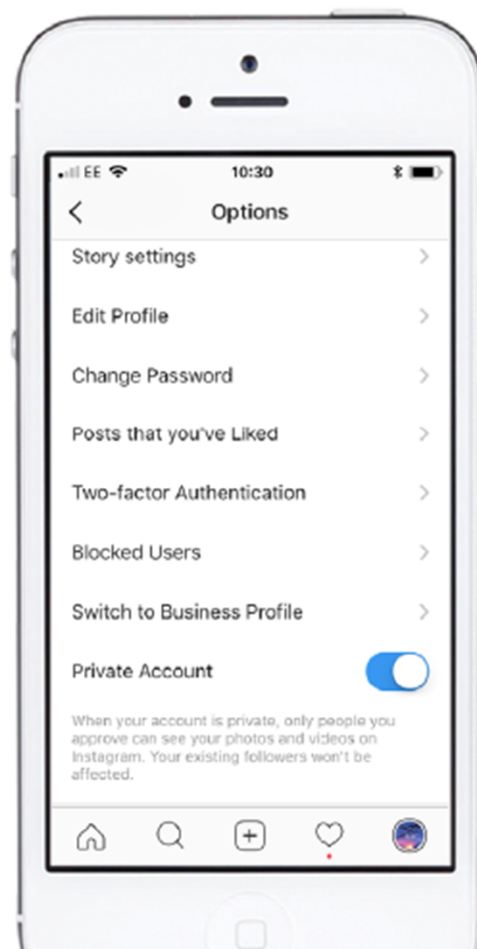 EE 10:30
Options
Story settings
Edit Profile
Change Password
Posts that you've Liked
Two-factor Authentication
Blocked Users
Switch to Business Profile
Private Account
When your account is private, only people you
approve can see your photos and videos on
Instagram. Your existing followers won't be
affected.